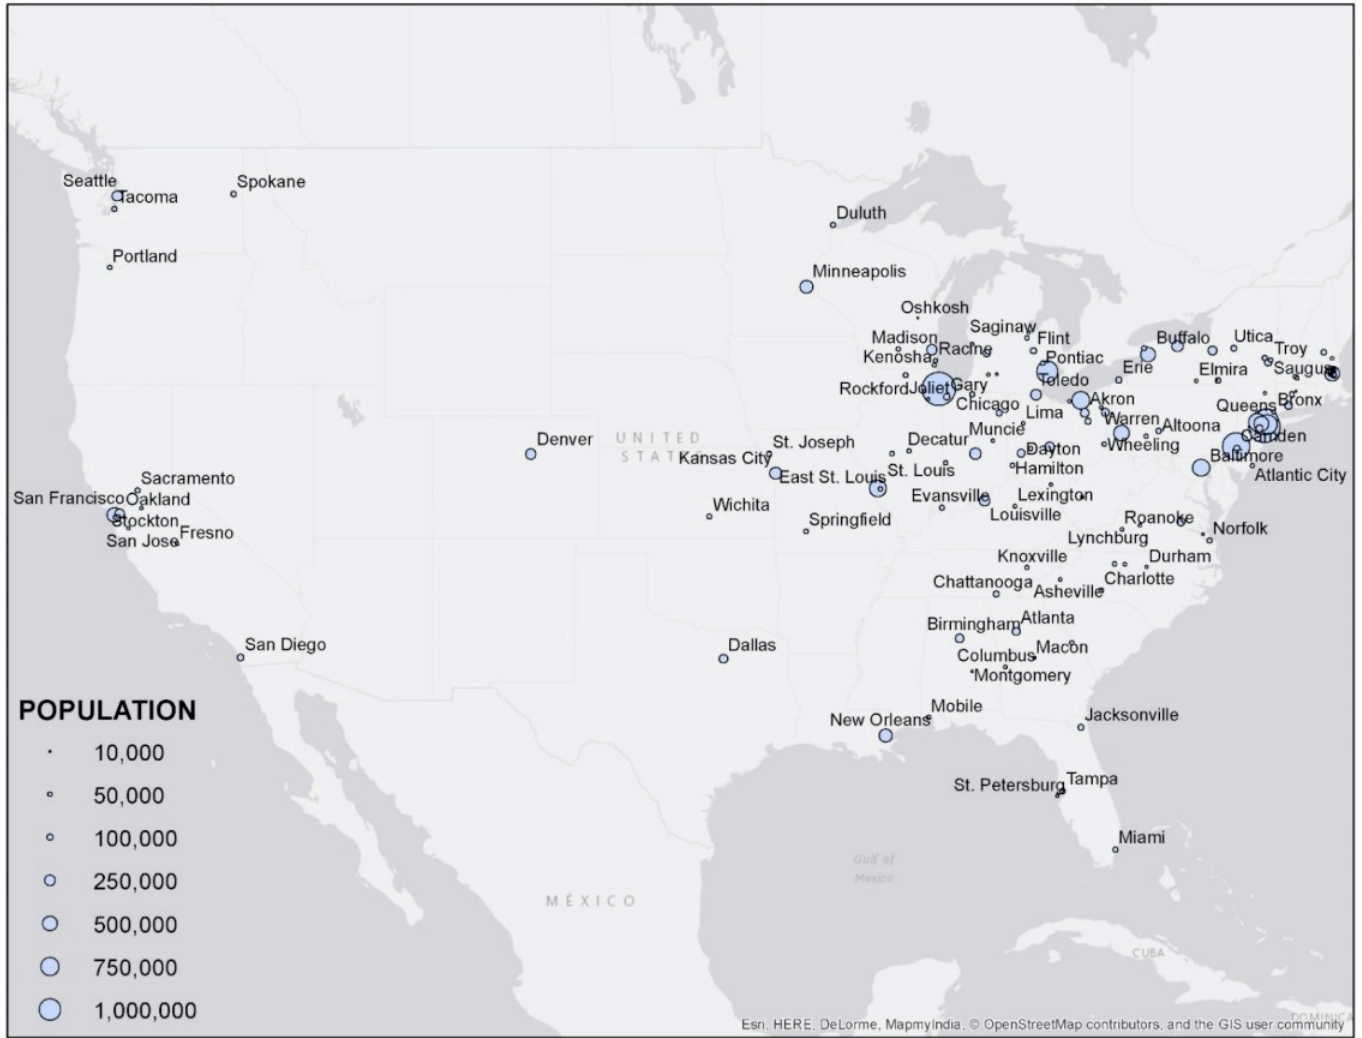 Seattle
Tacoma
Spokane
Portland
Duluth
Minneapolis
Oshkosh
Saginaw
Madison
Racine
Flint
Buffalo
Utica
Troy
Kenosha
Pontiac
Erie
Elmira
Saugus
Rockford
Joliet
Gary
Toledo
Chicago
Lima
Akron
Queens
Bronx
Denver
UNITED
STATES
St. Joseph
Decatur
Muncie
Warren
Altoona
Camden
Kansas City
Dayton
Wheeling
Baltimore
East St. Louis
St. Louis
Hamilton
Atlantic City
Sacramento
San Francisco
Oakland
Stockton
San Jose
Fresno
Wichita
Springfield
Evansville
Lexington
Louisville
Roanoke
Norfolk
Lynchburg
Knoxville
Durham
Chattanooga
Asheville
Charlotte
Birmingham
Atlanta
San Diego
Dallas
Columbus
Macon
Montgomery
Mobile
New Orleans
Jacksonville
St. Petersburg
Tampa
Miami
Gulf of
Mexico
MÉXICO
CUBA
POPULATION
10,000
50,000
100,000
250,000
500,000
750,000
1,000,000
DOMINICA
Esri, HERE, DeLorme, MapmyIndia, © OpenStreetMap contributors, and the GIS user community